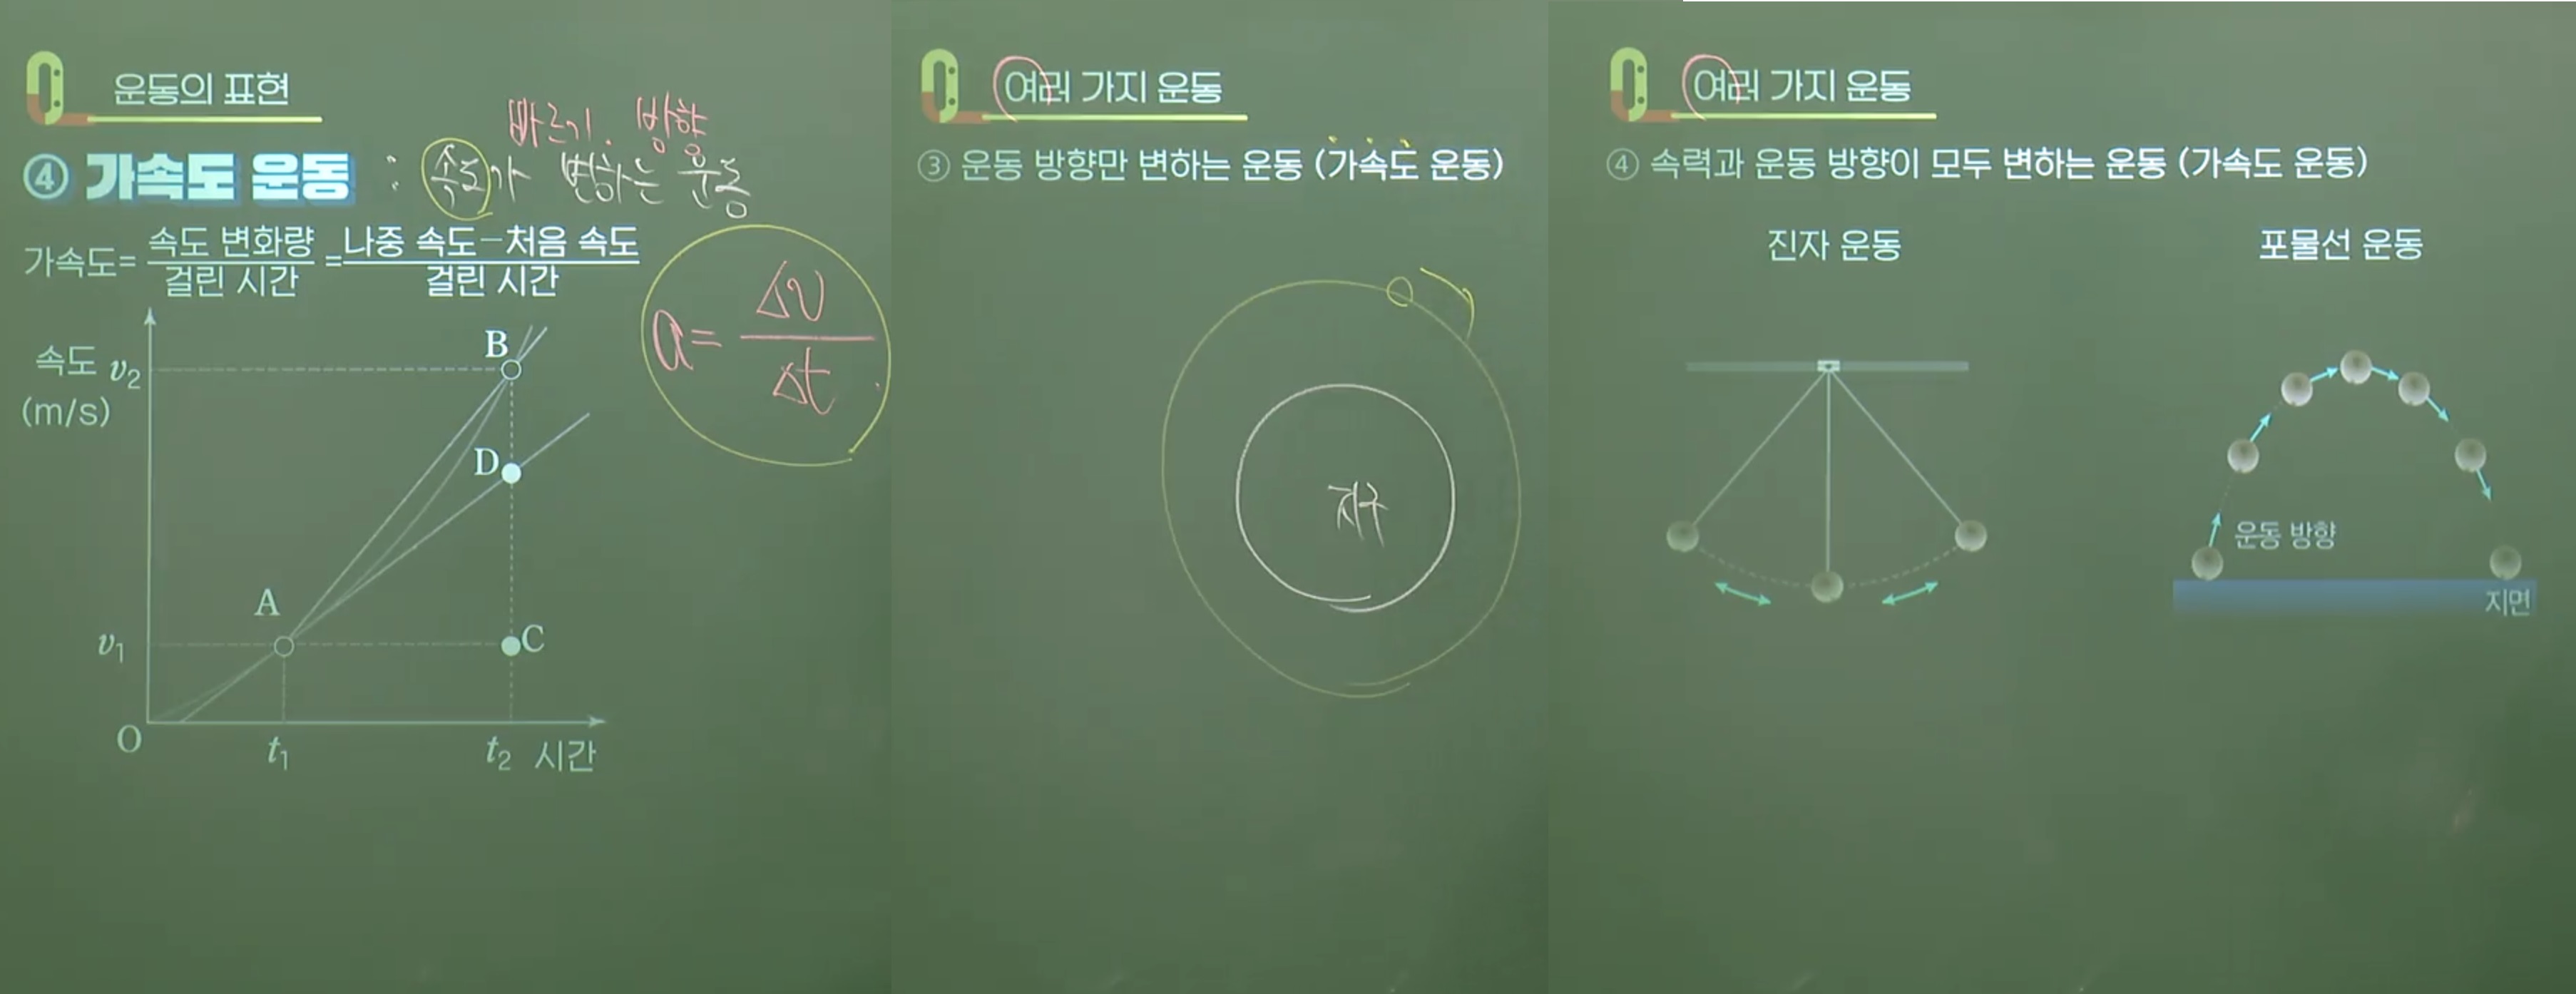 운동의 표현
빠르기. 방향
④ 가속도 운동 : 속도가 변하는 운동
가속도= 속도 변화량 / 걸린 시간 = 나중 속도－처음 속도 / 걸린 시간
a= Δv / Δt
속도 v₂
(m/s)
B
D
A
v₁
C
O
t₁
t₂ 시간
여러 가지 운동
③ 운동 방향만 변하는 운동 (가속도 운동)
지구
여러 가지 운동
④ 속력과 운동 방향이 모두 변하는 운동 (가속도 운동)
진자 운동
포물선 운동
운동 방향
지면